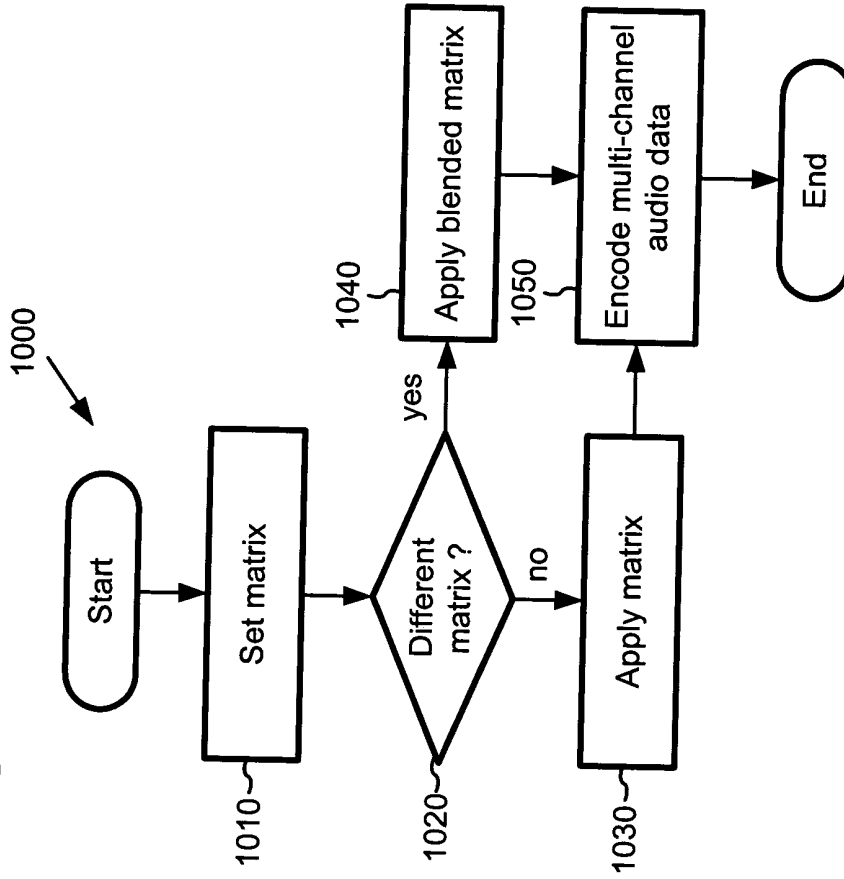 1000
Start
1010
Set matrix
1020
Different
matrix ?
yes
no
1040
Apply blended matrix
1030
Apply matrix
1050
Encode multi-channel
audio data
End